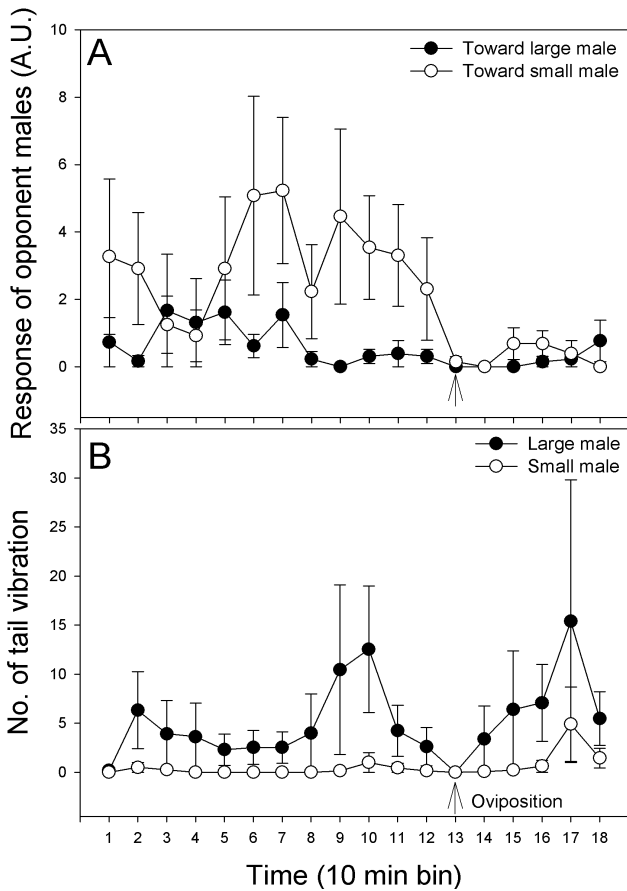 Response of opponent males (A.U.)
10
8
6
4
2
0
A
Toward large male
Toward small male
No. of tail vibration
35
30
25
20
15
10
5
0
B
Large male
Small male
Oviposition
1 2 3 4 5 6 7 8 9 10 11 12 13 14 15 16 17 18
Time (10 min bin)